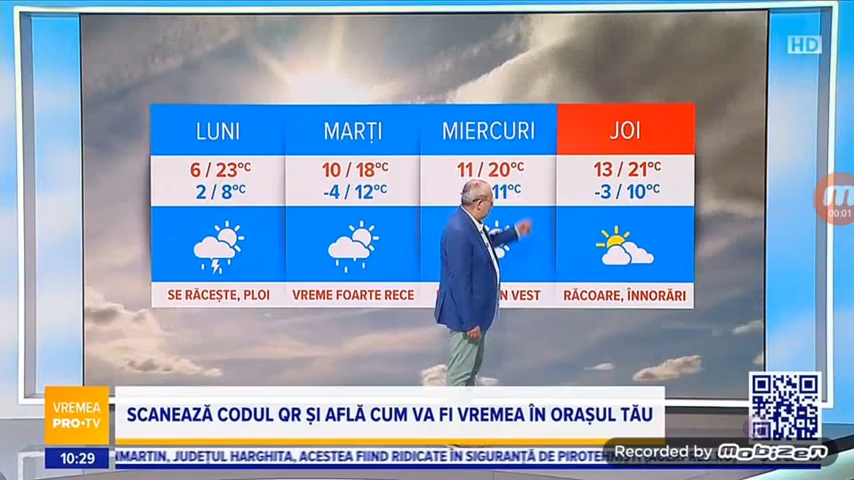 HD
LUNI
MARȚI
MIERCURI
JOI
6 / 23°C
10 / 18°C
11 / 20°C
13 / 21°C
2 / 8°C
-4 / 12°C
11°C
-3 / 10°C
SE RĂCEȘTE, PLOI
VREME FOARTE RECE
VEST
RĂCOARE, ÎNNORĂRI
00:01
VREMEA
PRO•TV
SCANEAZĂ CODUL QR ȘI AFLĂ CUM VA FI VREMEA ÎN ORAȘUL TĂU
10:29
MARTIN, JUDEȚUL HARGHITA, ACESTEA FIIND RIDICATE ÎN SIGURANȚĂ DE
Recorded by Mobizen